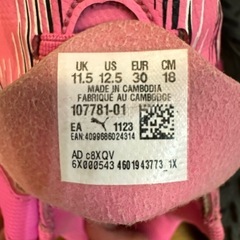 UK US EUR CM
11.5 12.5 30 18
MADE IN CAMBODIA
FABRIQUÉ AU CAMBODGE
107781-01
EA 1123
EAN:4099686024314
AD c8XQV
6X000543 4601943773 1X